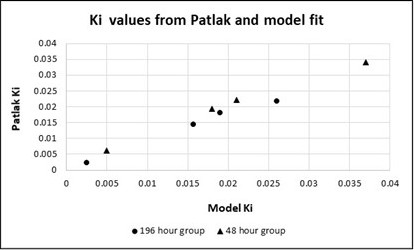 Ki values from Patlak and model fit
Patlak Ki
0.04
0.035
0.03
0.025
0.02
0.015
0.01
0.005
0
0 0.005 0.01 0.015 0.02 0.025 0.03 0.035 0.04
Model Ki
196 hour group 48 hour group